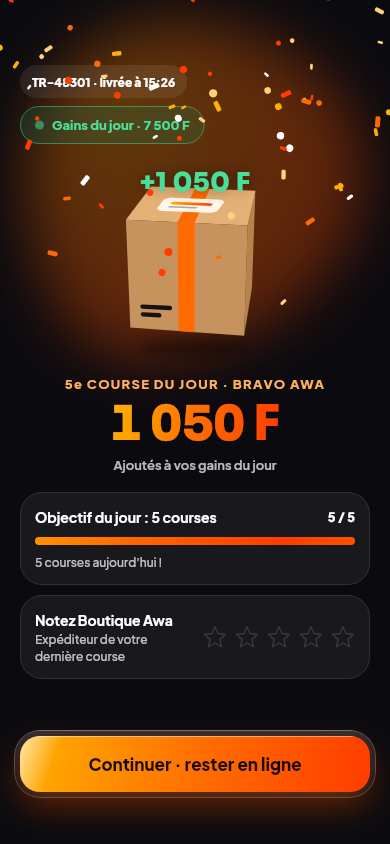 TR-48301 · livrée à 15:26
Gains du jour · 7 500 F
+1 050 F
5e COURSE DU JOUR · BRAVO AWA
1 050 F
Ajoutés à vos gains du jour
Objectif du jour : 5 courses
5 / 5
5 courses aujourd'hui !
Notez Boutique Awa
Expéditeur de votre
dernière course
Continuer · rester en ligne